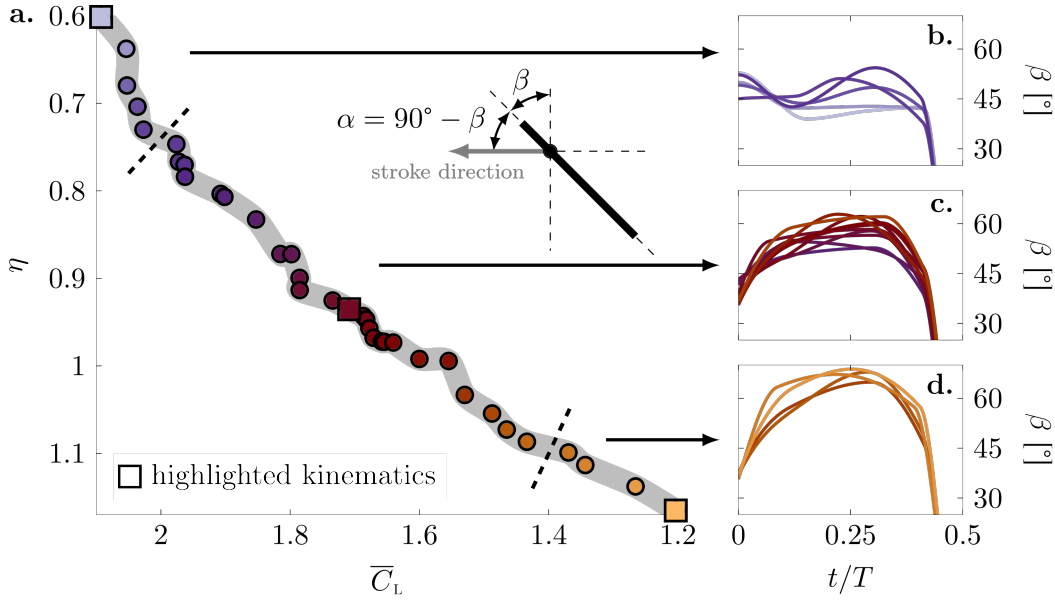 a.
0.6
0.7
0.8
0.9
1
1.1
η
2
1.8
1.6
1.4
1.2
C̅_L
highlighted kinematics
β
α = 90° − β
β
stroke direction
b.
60
45
30
β [°]
c.
60
45
30
β [°]
d.
60
45
30
β [°]
0
0.25
0.5
t/T